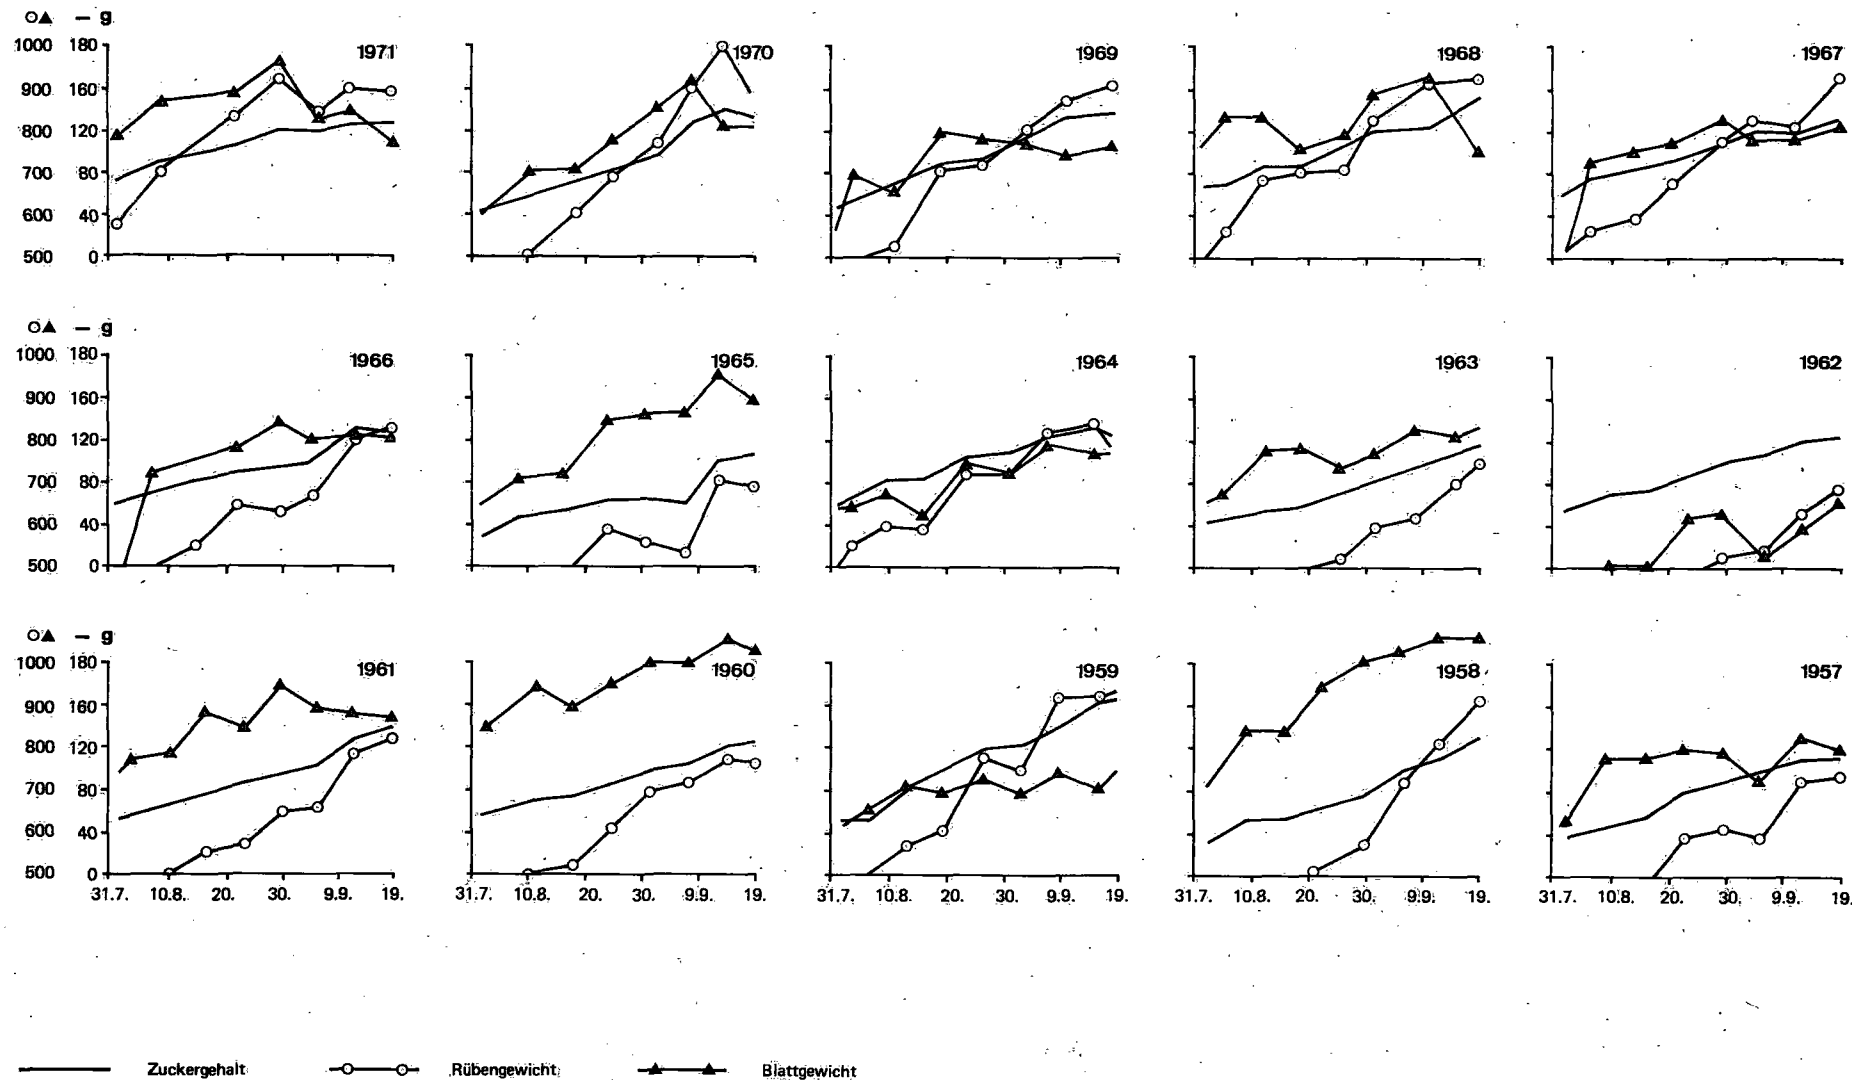 ○▲ — g
1971 1970 1969 1968 1967
1000 180
900 160
800 120
700 80
600 40
500 0
○▲ — g
1966 1965 1964 1963 1962
1000 180
900 160
800 120
700 80
600 40
500 0
○▲ — g
1961 1960 1959 1958 1957
1000 180
900 160
800 120
700 80
600 40
500 0
31.7. 10.8. 20. 30. 9.9. 19. 31.7. 10.8. 20. 30. 9.9. 19. 31.7. 10.8. 20. 30. 9.9. 19. 31.7. 10.8. 20. 30. 9.9. 19. 31.7. 10.8. 20. 30. 9.9. 19.
Zuckergehalt Rübengewicht Blattgewicht